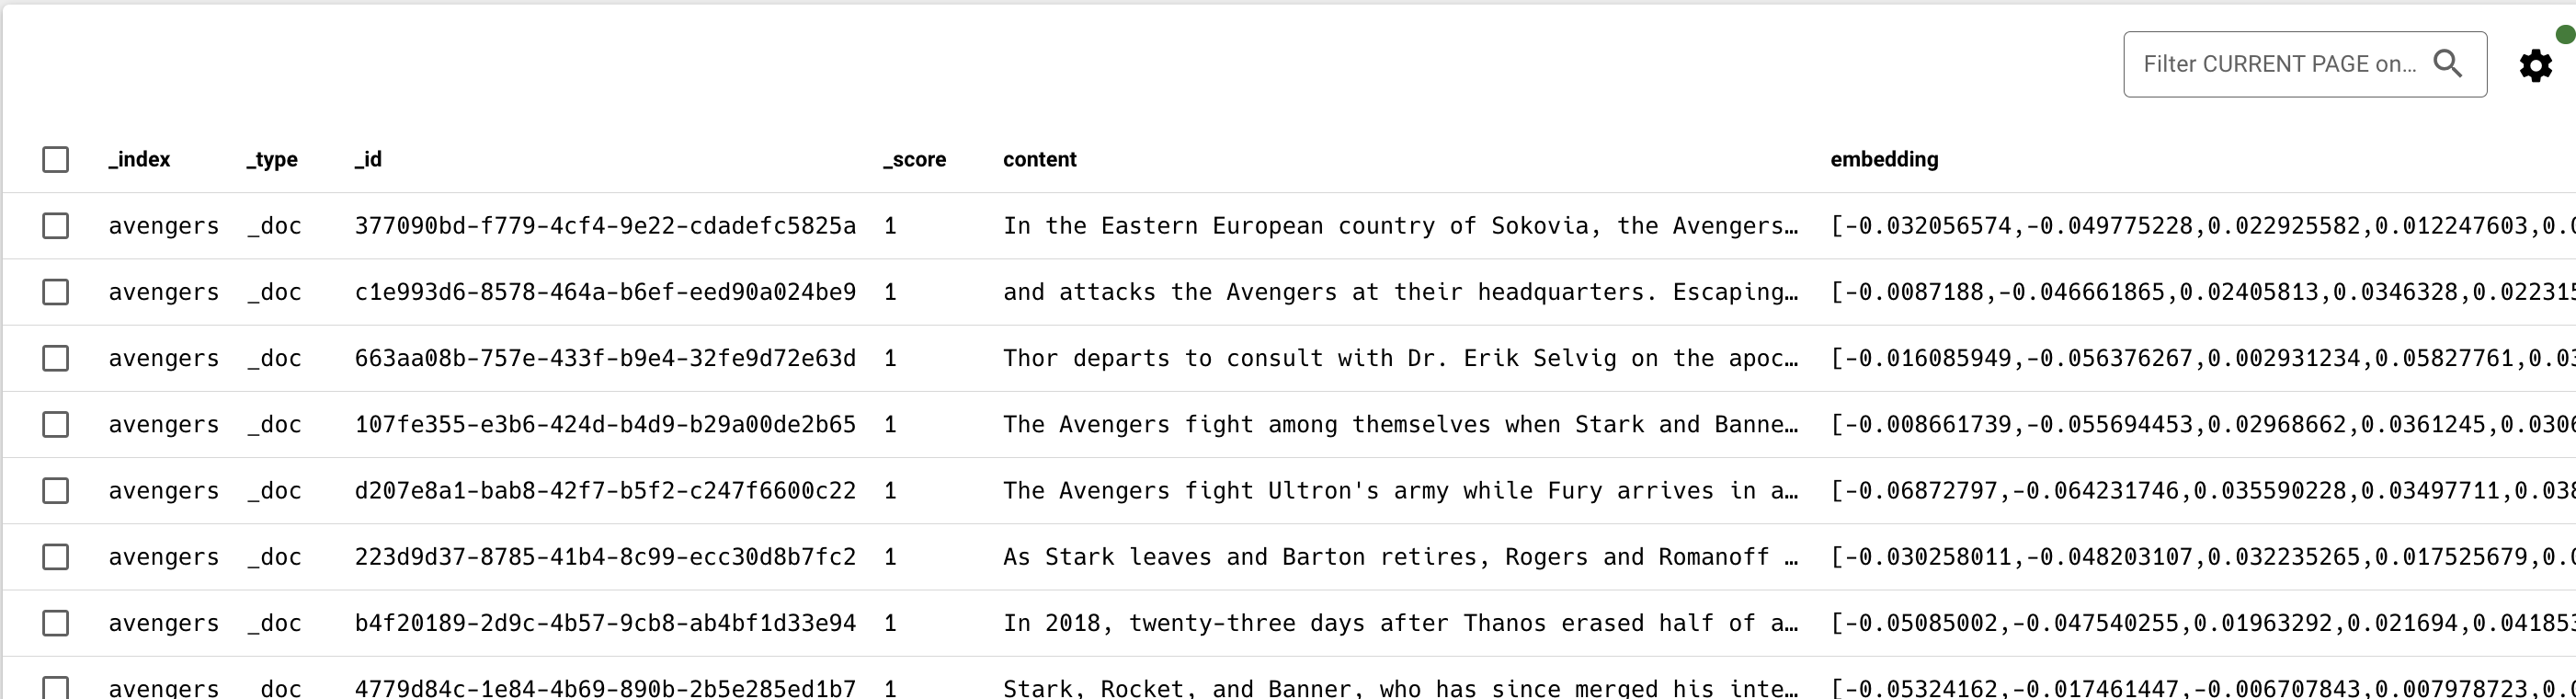 Filter CURRENT PAGE on...
_index _type _id _score content embedding
avengers _doc 377090bd-f779-4cf4-9e22-cdadefc5825a 1 In the Eastern European country of Sokovia, the Avengers… [-0.032056574,-0.049775228,0.022925582,0.012247603,0.0
avengers _doc c1e993d6-8578-464a-b6ef-eed90a024be9 1 and attacks the Avengers at their headquarters. Escaping… [-0.0087188,-0.046661865,0.02405813,0.0346328,0.022315
avengers _doc 663aa08b-757e-433f-b9e4-32fe9d72e63d 1 Thor departs to consult with Dr. Erik Selvig on the apoc… [-0.016085949,-0.056376267,0.002931234,0.05827761,0.03
avengers _doc 107fe355-e3b6-424d-b4d9-b29a00de2b65 1 The Avengers fight among themselves when Stark and Banne… [-0.008661739,-0.055694453,0.02968662,0.0361245,0.0306
avengers _doc d207e8a1-bab8-42f7-b5f2-c247f6600c22 1 The Avengers fight Ultron's army while Fury arrives in a… [-0.06872797,-0.064231746,0.035590228,0.03497711,0.038
avengers _doc 223d9d37-8785-41b4-8c99-ecc30d8b7fc2 1 As Stark leaves and Barton retires, Rogers and Romanoff … [-0.030258011,-0.048203107,0.032235265,0.017525679,0.0
avengers _doc b4f20189-2d9c-4b57-9cb8-ab4bf1d33e94 1 In 2018, twenty-three days after Thanos erased half of a… [-0.05085002,-0.047540255,0.01963292,0.021694,0.041853
avengers _doc 4779d84c-1e84-4b69-890b-2b5e285ed1b7 1 Stark, Rocket, and Banner, who has since merged his inte… [-0.05324162,-0.017461447,-0.006707843,0.007978723,0.